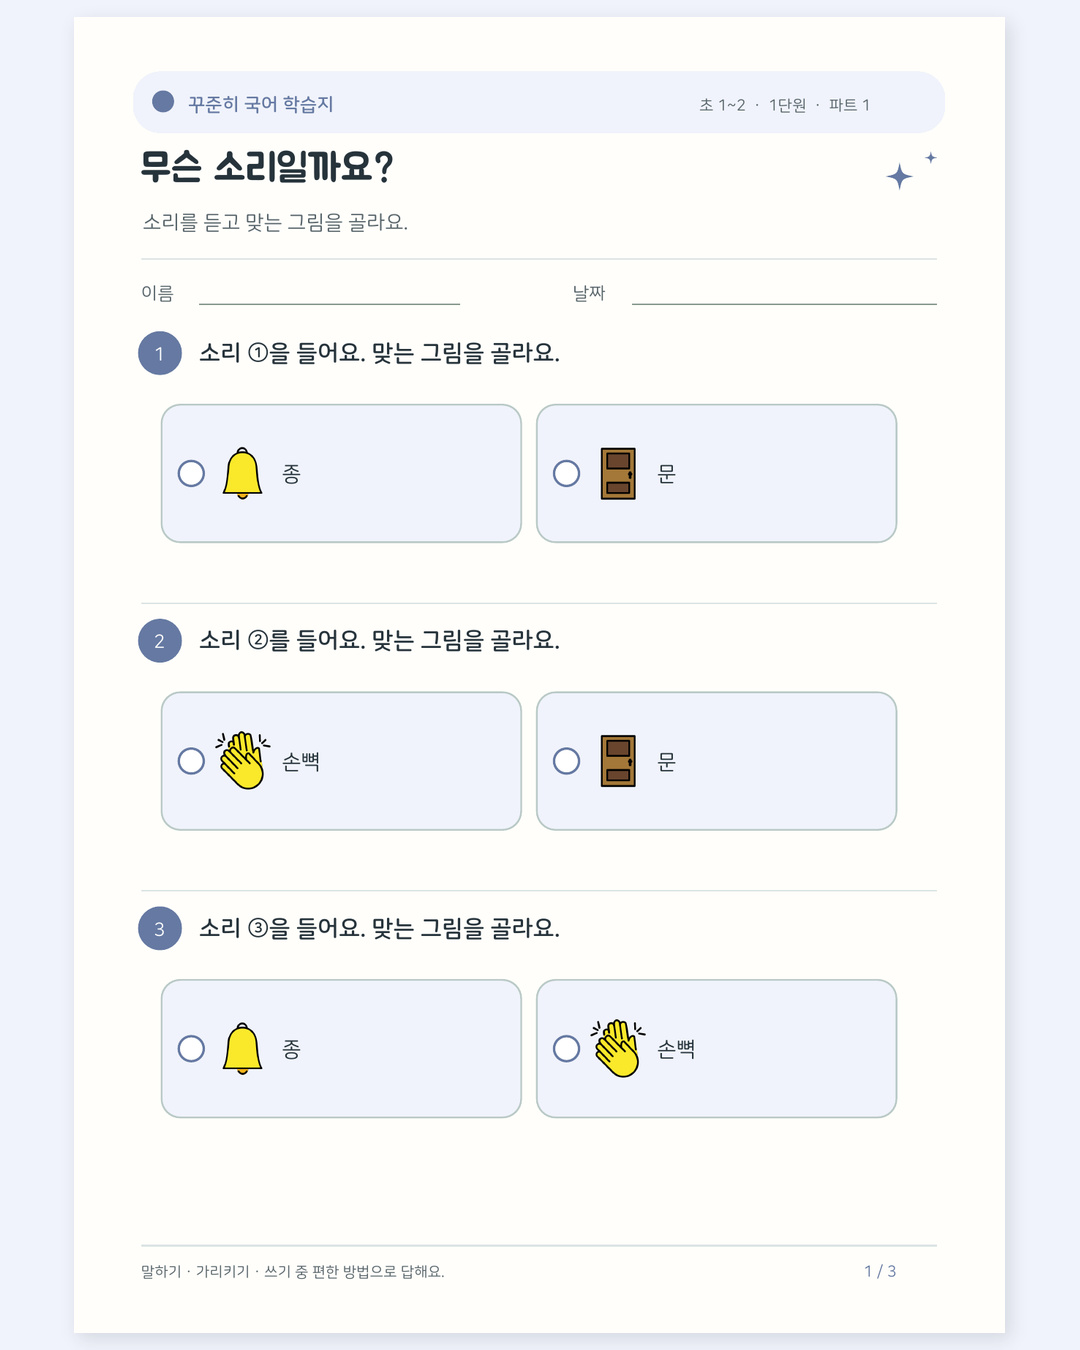 꾸준히 국어 학습지
초 1~2 · 1단원 · 파트 1
무슨 소리일까요?
소리를 듣고 맞는 그림을 골라요.
이름
날짜
1
소리 ①을 들어요. 맞는 그림을 골라요.
종
문
2
소리 ②를 들어요. 맞는 그림을 골라요.
손뼉
문
3
소리 ③을 들어요. 맞는 그림을 골라요.
종
손뼉
말하기 · 가리키기 · 쓰기 중 편한 방법으로 답해요.
1 / 3